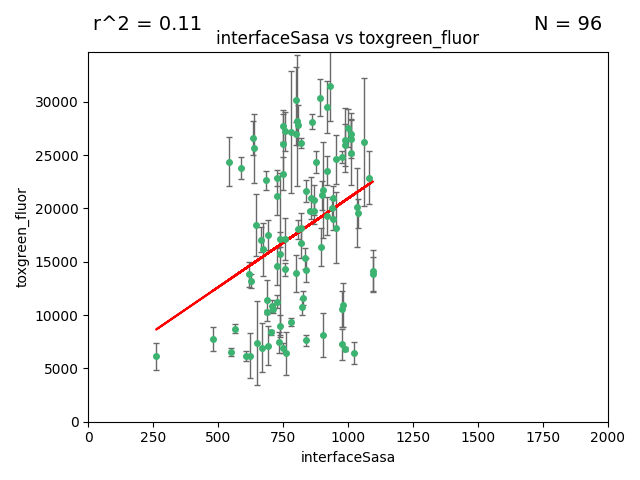 r^2 = 0.11
N = 96
interfaceSasa vs toxgreen_fluor
toxgreen_fluor
30000
25000
20000
15000
10000
5000
0
0 250 500 750 1000 1250 1500 1750 2000
interfaceSasa